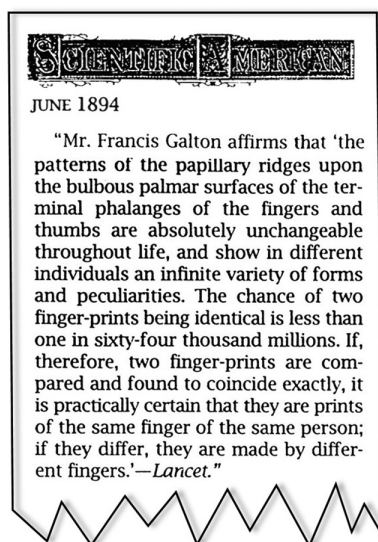 SCIENTIFIC AMERICAN
JUNE 1894
“Mr. Francis Galton affirms that ‘the
patterns of the papillary ridges upon
the bulbous palmar surfaces of the ter-
minal phalanges of the fingers and
thumbs are absolutely unchangeable
throughout life, and show in different
individuals an infinite variety of forms
and peculiarities. The chance of two
finger-prints being identical is less than
one in sixty-four thousand millions. If,
therefore, two finger-prints are com-
pared and found to coincide exactly, it
is practically certain that they are prints
of the same finger of the same person;
if they differ, they are made by differ-
ent fingers.’—Lancet.”